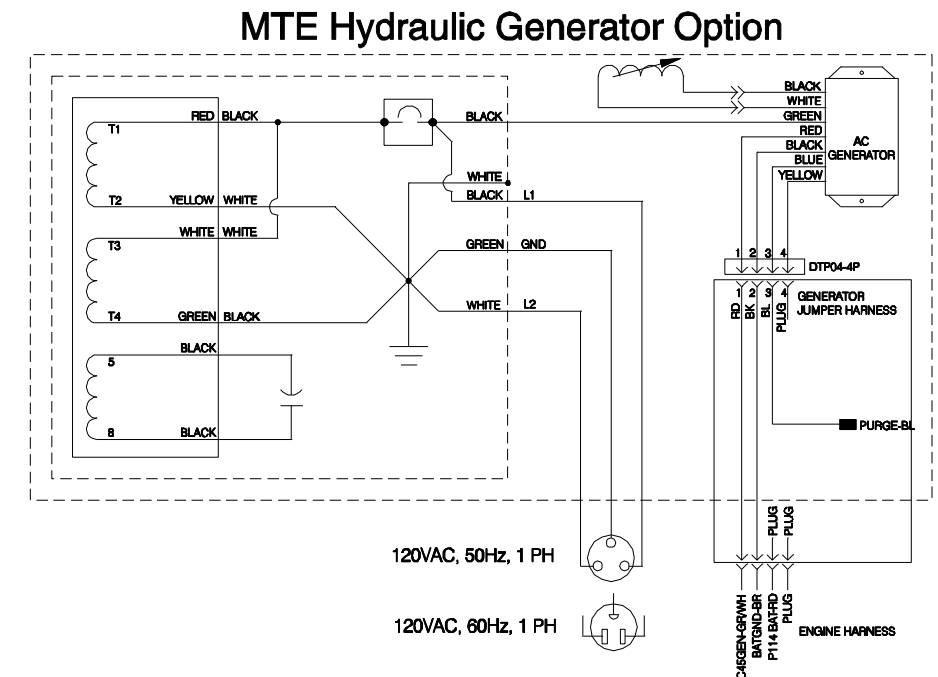 MTE Hydraulic Generator Option
BLACK
WHITE
GREEN
RED
BLACK
BLUE
YELLOW
AC
GENERATOR
T1
RED BLACK
BLACK
WHITE
BLACK L1
T2
YELLOW WHITE
WHITE WHITE
T3
GREEN GND
WHITE L2
T4
GREEN BLACK
BLACK
5
8
BLACK
1 2 3 4
DTP04-4P
1 2 3 4
RD
BK
BL
PLUG
GENERATOR
JUMPER HARNESS
PURGE-BL
PLUG
PLUG
120VAC, 50Hz, 1 PH
120VAC, 60Hz, 1 PH
C45GEN-GR/WH
BATGND-BR
P114 BAT-RD
PLUG
ENGINE HARNESS